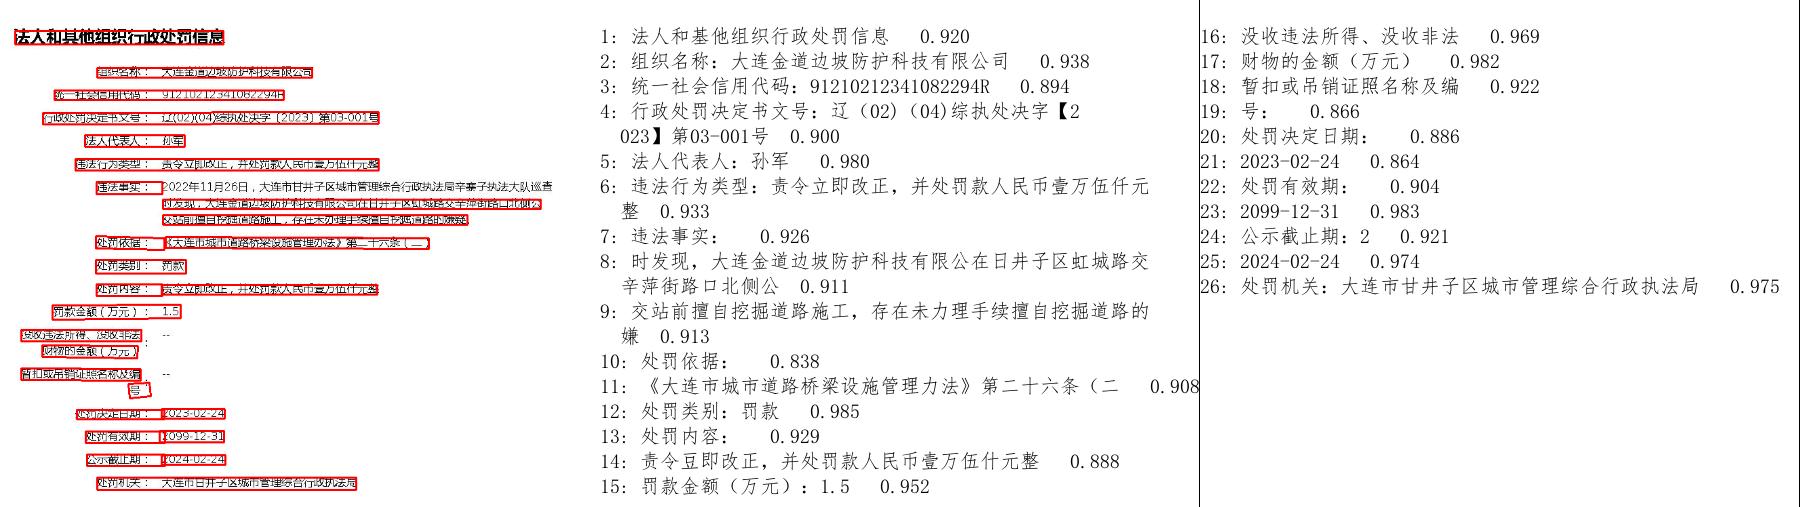 法人和其他组织行政处罚信息
组织名称： 大连金道边坡防护科技有限公司
统一社会信用代码： 91210212341082294R
行政处罚决定书文号： 辽(02)(04)综执处决字〔2023〕第03-001号
法人代表人： 孙军
违法行为类型： 责令立即改正，并处罚款人民币壹万伍仟元整
违法事实： 2022年11月26日，大连市甘井子区城市管理综合行政执法局辛寨子执法大队巡查
时发现，大连金道边坡防护科技有限公司在甘井子区虹城路交辛萍街路口北侧公
交站前擅自挖掘道路施工，存在未办理手续擅自挖掘道路的嫌疑
处罚依据： 《大连市城市道路桥梁设施管理办法》第二十六条（二）
处罚类别： 罚款
处罚内容： 责令立即改正，并处罚款人民币壹万伍仟元整
罚款金额（万元）： 1.5
没收违法所得、没收非法 --
财物的金额（万元） ：
暂扣或吊销证照名称及编 --
号 ：
处罚决定日期： 2023-02-24
处罚有效期： 2099-12-31
公示截止期： 2024-02-24
处罚机关： 大连市甘井子区城市管理综合行政执法局
1: 法人和基他组织行政处罚信息 0.920
2: 组织名称：大连金道边坡防护科技有限公司 0.938
3: 统一社会信用代码：91210212341082294R 0.894
4: 行政处罚决定书文号：辽（02)（04)综执处决字【2
023】第03-001号 0.900
5: 法人代表人：孙军 0.980
6: 违法行为类型：责令立即改正，并处罚款人民币壹万伍仟元
整 0.933
7: 违法事实： 0.926
8: 时发现，大连金道边坡防护科技有限公在日井子区虹城路交
辛萍街路口北侧公 0.911
9: 交站前擅自挖掘道路施工，存在未力理手续擅自挖掘道路的
嫌 0.913
10: 处罚依据： 0.838
11: 《大连市城市道路桥梁设施管理力法》第二十六条（二 0.908
12: 处罚类别：罚款 0.985
13: 处罚内容： 0.929
14: 责令豆即改正，并处罚款人民币壹万伍什元整 0.888
15: 罚款金额（万元）：1.5 0.952
16: 没收违法所得、没收非法 0.969
17: 财物的金额（万元） 0.982
18: 暂扣或吊销证照名称及编 0.922
19: 号： 0.866
20: 处罚决定日期： 0.886
21: 2023-02-24 0.864
22: 处罚有效期： 0.904
23: 2099-12-31 0.983
24: 公示截止期：2 0.921
25: 2024-02-24 0.974
26: 处罚机关：大连市甘井子区城市管理综合行政执法局 0.975